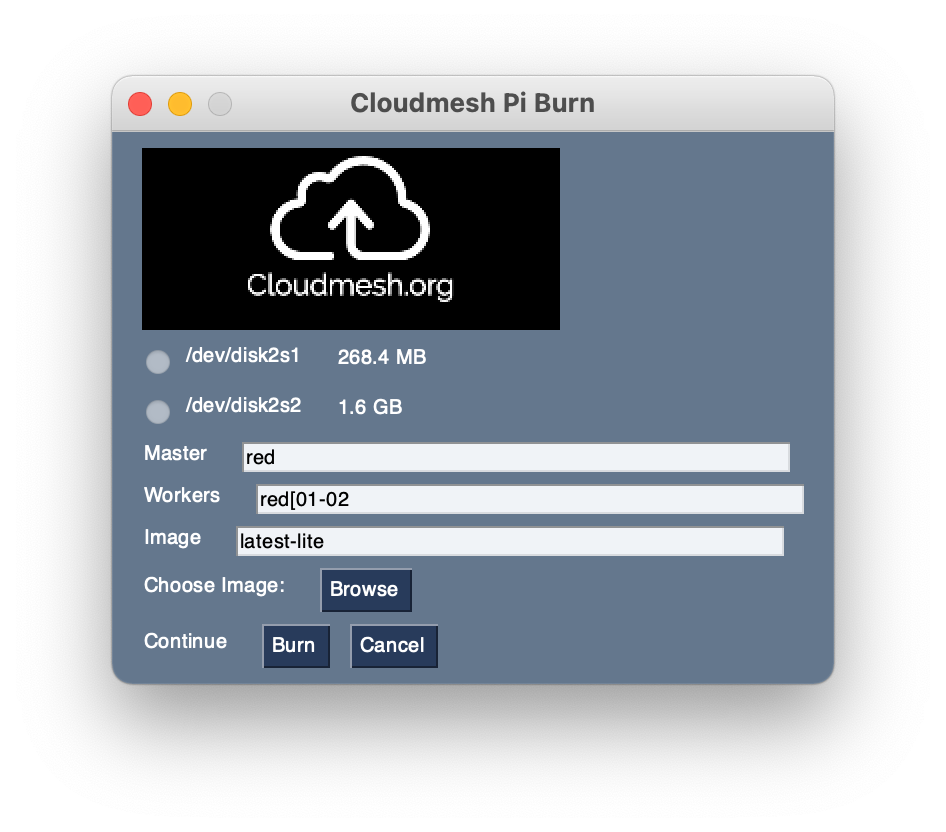 Cloudmesh Pi Burn
Cloudmesh.org
/dev/disk2s1 268.4 MB
/dev/disk2s2 1.6 GB
Master red
Workers red[01-02
Image latest-lite
Choose Image: Browse
Continue Burn Cancel